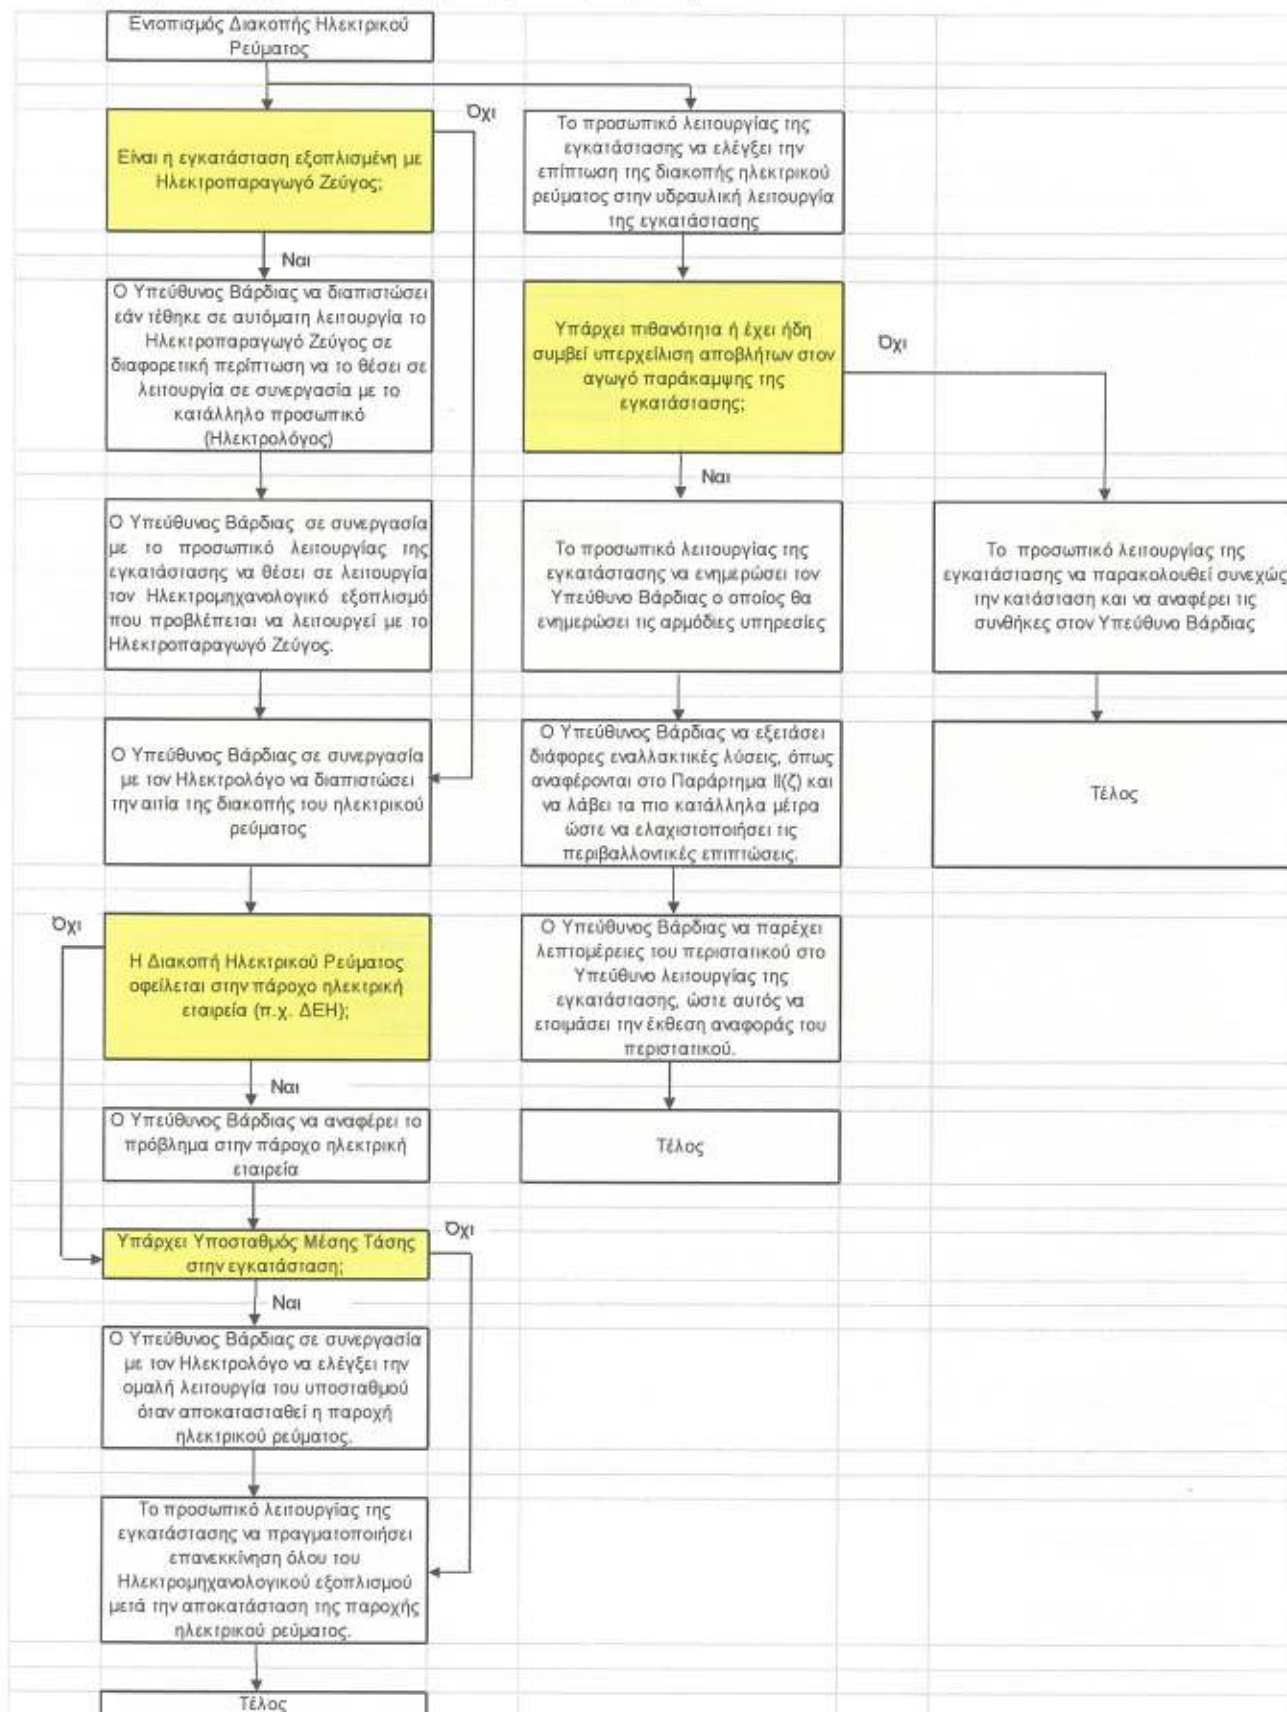 Εντοπισμός Διακοπής Ηλεκτρικού
Ρεύματος
Όχι
Είναι η εγκατάσταση εξοπλισμένη με
Ηλεκτροπαραγωγό Ζεύγος;
Το προσωπικό λειτουργίας της
εγκατάστασης να ελέγξει την
επίπτωση της διακοπής ηλεκτρικού
ρεύματος στην υδραυλική λειτουργία
της εγκατάστασης
Ναι
Ο Υπεύθυνος Βάρδιας να διαπιστώσει
εάν τέθηκε σε αυτόματη λειτουργία το
Ηλεκτροπαραγωγό Ζεύγος σε
διαφορετική περίπτωση να το θέσει σε
λειτουργία σε συνεργασία με το
κατάλληλο προσωπικό
(Ηλεκτρολόγος)
Υπάρχει πιθανότητα ή έχει ήδη
συμβεί υπερχείλιση αποβλήτων στον
αγωγό παράκαμψης της
εγκατάστασης;
Όχι
Ναι
Ο Υπεύθυνος Βάρδιας σε συνεργασία
με το προσωπικό λειτουργίας της
εγκατάστασης να θέσει σε λειτουργία
τον Ηλεκτρομηχανολογικό εξοπλισμό
που προβλέπεται να λειτουργεί με το
Ηλεκτροπαραγωγό Ζεύγος.
Το προσωπικό λειτουργίας της
εγκατάστασης να ενημερώσει τον
Υπεύθυνο Βάρδιας ο οποίος θα
ενημερώσει τις αρμόδιες υπηρεσίες
Το προσωπικό λειτουργίας της
εγκατάστασης να παρακολουθεί συνεχώς
την κατάσταση και να αναφέρει τις
συνθήκες στον Υπεύθυνο Βάρδιας
Ο Υπεύθυνος Βάρδιας σε συνεργασία
με τον Ηλεκτρολόγο να διαπιστώσει
την αιτία της διακοπής του ηλεκτρικού
ρεύματος
Ο Υπεύθυνος Βάρδιας να εξετάσει
διάφορες εναλλακτικές λύσεις, όπως
αναφέρονται στο Παράρτημα ΙΙ(ζ) και
να λάβει τα πιο κατάλληλα μέτρα
ώστε να ελαχιστοποιήσει τις
περιβαλλοντικές επιπτώσεις.
Τέλος
Όχι
Η Διακοπή Ηλεκτρικού Ρεύματος
οφείλεται στην πάροχο ηλεκτρική
εταιρεία (π.χ. ΔΕΗ);
Ο Υπεύθυνος Βάρδιας να παρέχει
λεπτομέρειες του περιστατικού στο
Υπεύθυνο λειτουργίας της
εγκατάστασης, ώστε αυτός να
ετοιμάσει την έκθεση αναφοράς του
περιστατικού.
Ναι
Ο Υπεύθυνος Βάρδιας να αναφέρει το
πρόβλημα στην πάροχο ηλεκτρική
εταιρεία
Τέλος
Όχι
Υπάρχει Υποσταθμός Μέσης Τάσης
στην εγκατάσταση;
Ναι
Ο Υπεύθυνος Βάρδιας σε συνεργασία
με τον Ηλεκτρολόγο να ελέγξει την
ομαλή λειτουργία του υποσταθμού
όταν αποκατασταθεί η παροχή
ηλεκτρικού ρεύματος.
Το προσωπικό λειτουργίας της
εγκατάστασης να πραγματοποιήσει
επανεκκίνηση όλου του
Ηλεκτρομηχανολογικού εξοπλισμού
μετά την αποκατάσταση της παροχής
ηλεκτρικού ρεύματος.
Τέλος